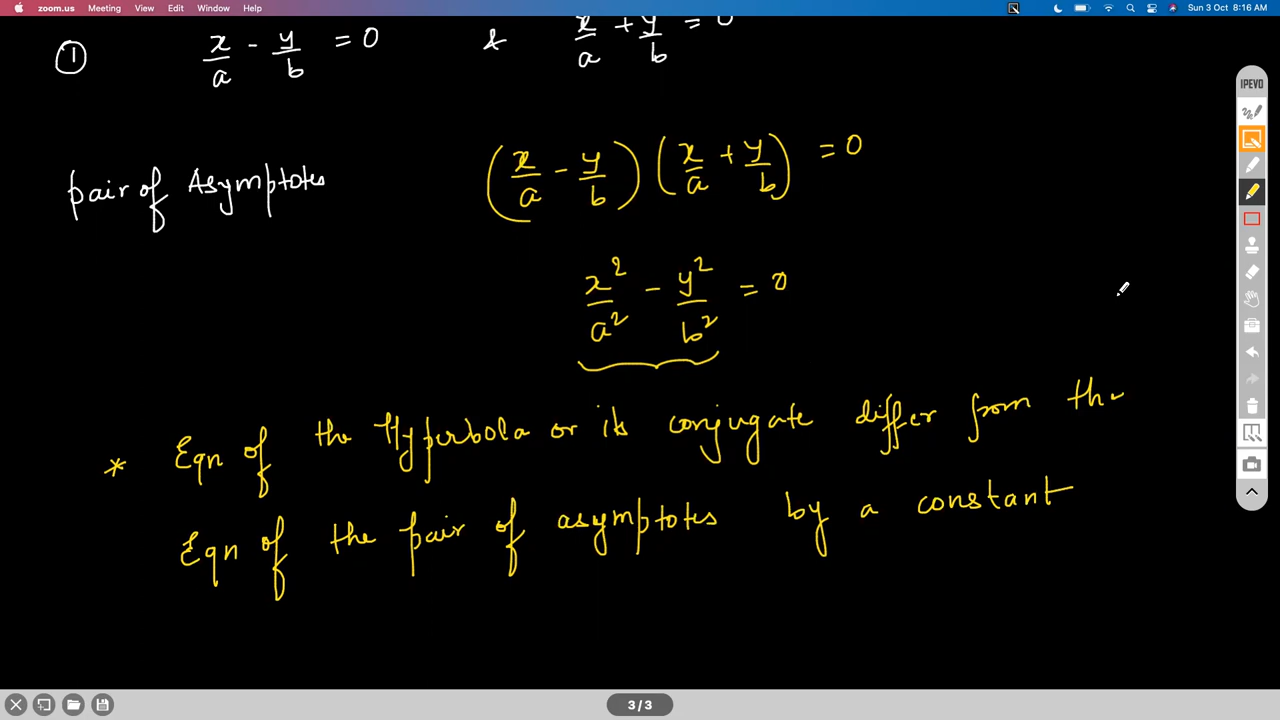 zoom.us Meeting View Edit Window Help Sun 3 Oct 8:16 AM
① x/a - y/b = 0 & x/a + y/b = 0
IPEVO
pair of Asymptotes (x/a - y/b) (x/a + y/b) = 0
x²/a² - y²/b² = 0
* Eqn of the Hyperbola or its conjugate differ from the
Eqn of the pair of asymptotes by a constant
3/3